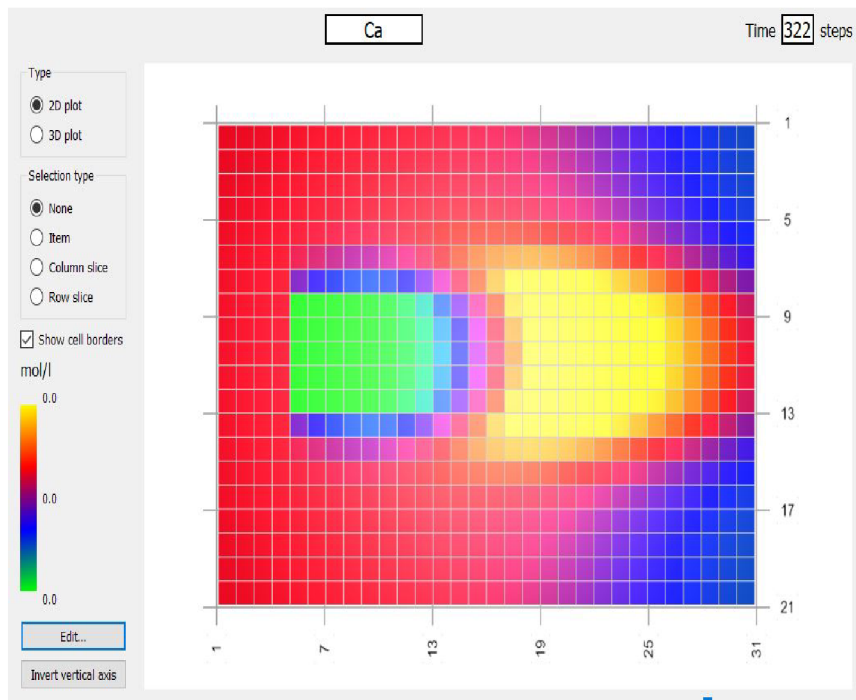 Ca
Time 322 steps
Type
2D plot
3D plot
Selection type
None
Item
Column slice
Row slice
Show cell borders
mol/l
0.0
0.0
0.0
Edit...
Invert vertical axis
1
5
9
13
17
21
1
7
13
19
25
31